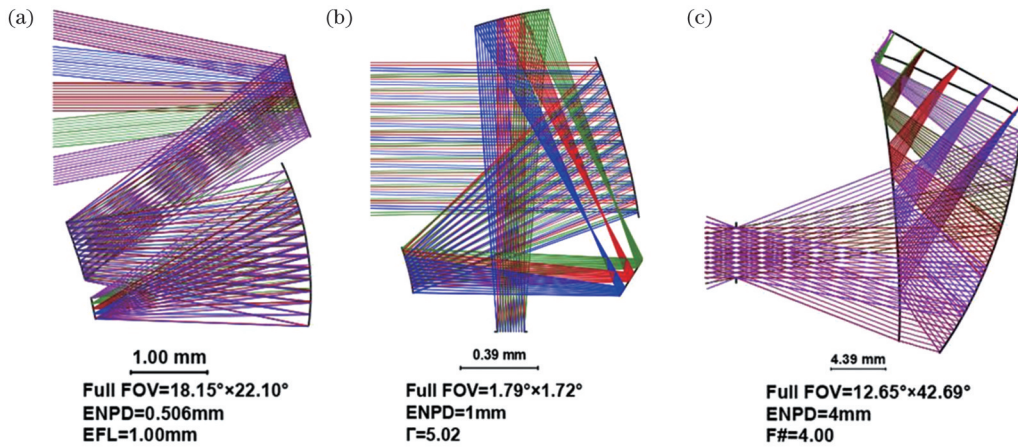 (a)
(b)
(c)
1.00 mm
Full FOV=18.15°×22.10°
ENPD=0.506mm
EFL=1.00mm
0.39 mm
Full FOV=1.79°×1.72°
ENPD=1mm
Γ=5.02
4.39 mm
Full FOV=12.65°×42.69°
ENPD=4mm
F#=4.00